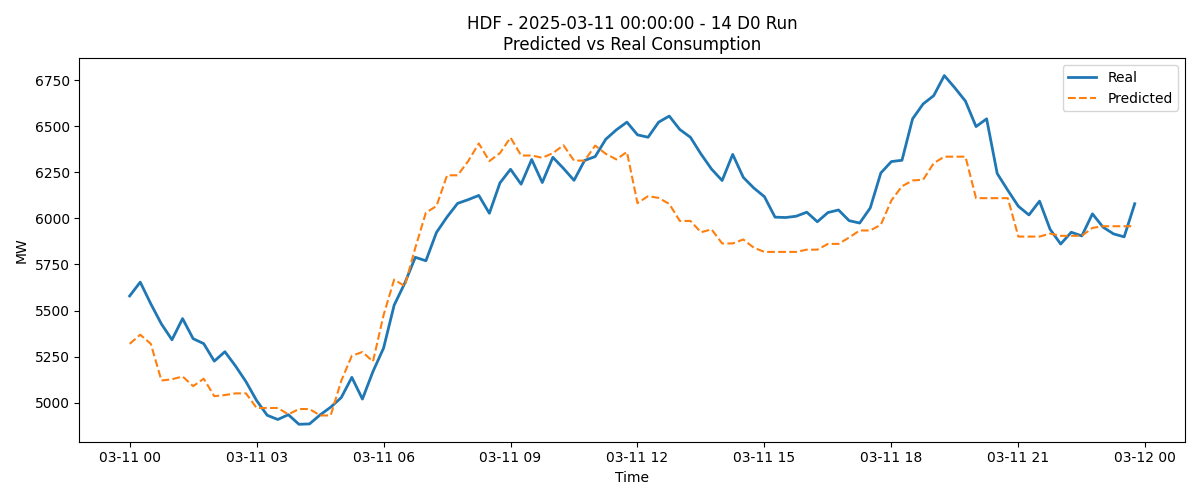 HDF - 2025-03-11 00:00:00 - 14 D0 Run
Predicted vs Real Consumption
Real
Predicted
MW
6750
6500
6250
6000
5750
5500
5250
5000
03-11 00
03-11 03
03-11 06
03-11 09
03-11 12
03-11 15
03-11 18
03-11 21
03-12 00
Time